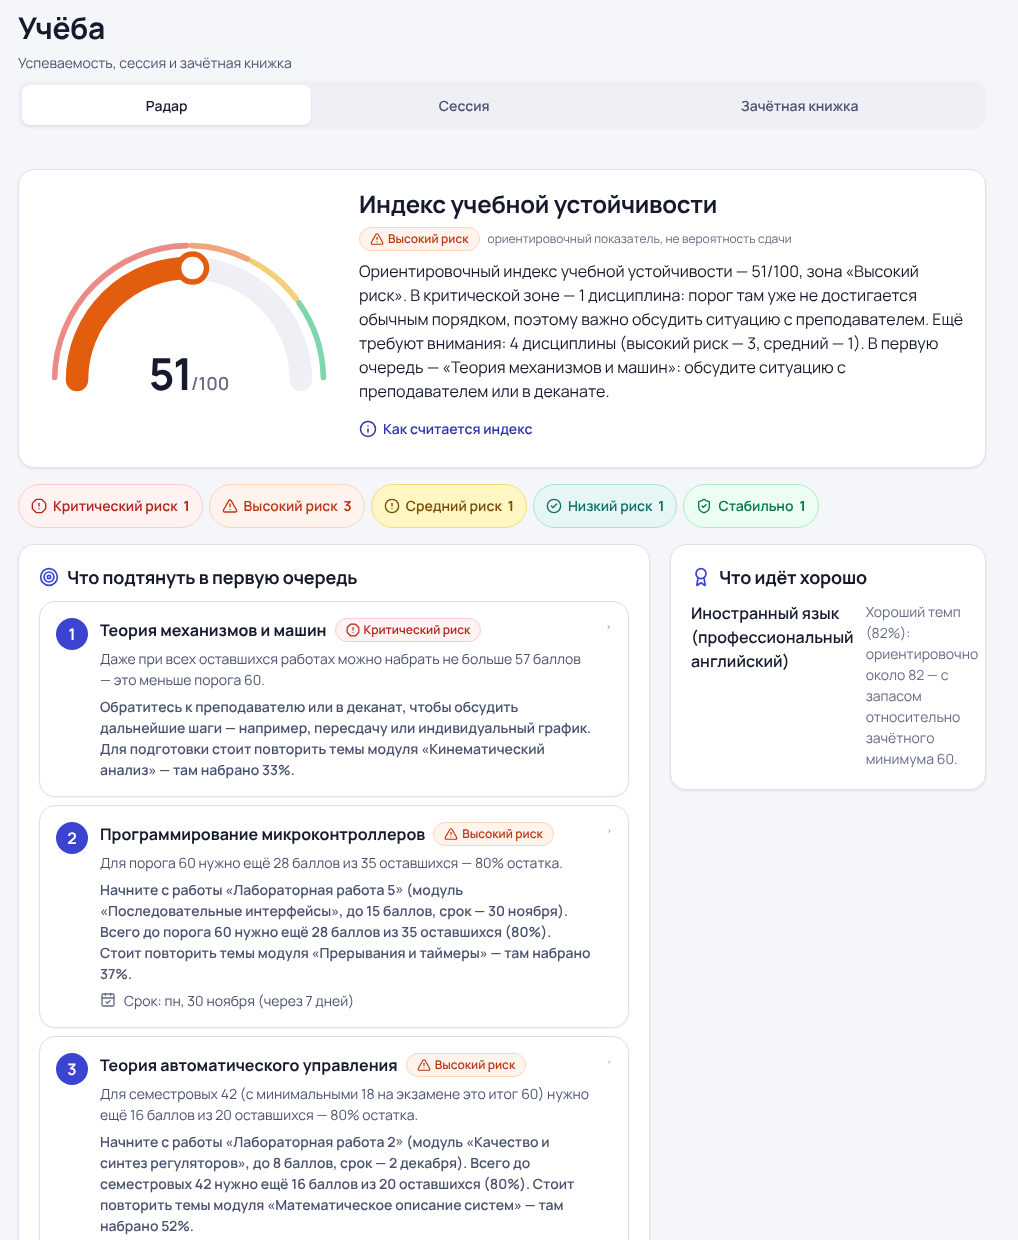 Учёба
Успеваемость, сессия и зачётная книжка
Радар
Сессия
Зачётная книжка
51/100
Индекс учебной устойчивости
Высокий риск
ориентировочный показатель, не вероятность сдачи
Ориентировочный индекс учебной устойчивости — 51/100, зона «Высокий
риск». В критической зоне — 1 дисциплина: порог там уже не достигается
обычным порядком, поэтому важно обсудить ситуацию с преподавателем. Ещё
требуют внимания: 4 дисциплины (высокий риск — 3, средний — 1). В первую
очередь — «Теория механизмов и машин»: обсудите ситуацию с
преподавателем или в деканате.
Как считается индекс
Критический риск 1
Высокий риск 3
Средний риск 1
Низкий риск 1
Стабильно 1
Что подтянуть в первую очередь
1
Теория механизмов и машин
Критический риск
Даже при всех оставшихся работах можно набрать не больше 57 баллов
— это меньше порога 60.
Обратитесь к преподавателю или в деканат, чтобы обсудить
дальнейшие шаги — например, пересдачу или индивидуальный график.
Для подготовки стоит повторить темы модуля «Кинематический
анализ» — там набрано 33%.
2
Программирование микроконтроллеров
Высокий риск
Для порога 60 нужно ещё 28 баллов из 35 оставшихся — 80% остатка.
Начните с работы «Лабораторная работа 5» (модуль
«Последовательные интерфейсы», до 15 баллов, срок — 30 ноября).
Всего до порога 60 нужно ещё 28 баллов из 35 оставшихся (80%).
Стоит повторить темы модуля «Прерывания и таймеры» — там набрано
37%.
Срок: пн, 30 ноября (через 7 дней)
3
Теория автоматического управления
Высокий риск
Для семестровых 42 (с минимальными 18 на экзамене это итог 60) нужно
ещё 16 баллов из 20 оставшихся — 80% остатка.
Начните с работы «Лабораторная работа 2» (модуль «Качество и
синтез регуляторов», до 8 баллов, срок — 2 декабря). Всего до
семестровых 42 нужно ещё 16 баллов из 20 оставшихся (80%). Стоит
повторить темы модуля «Математическое описание систем» — там
набрано 52%.
Что идёт хорошо
Иностранный язык
(профессиональный
английский)
Хороший темп
(82%):
ориентировочно
около 82 — с
запасом
относительно
зачётного
минимума 60.